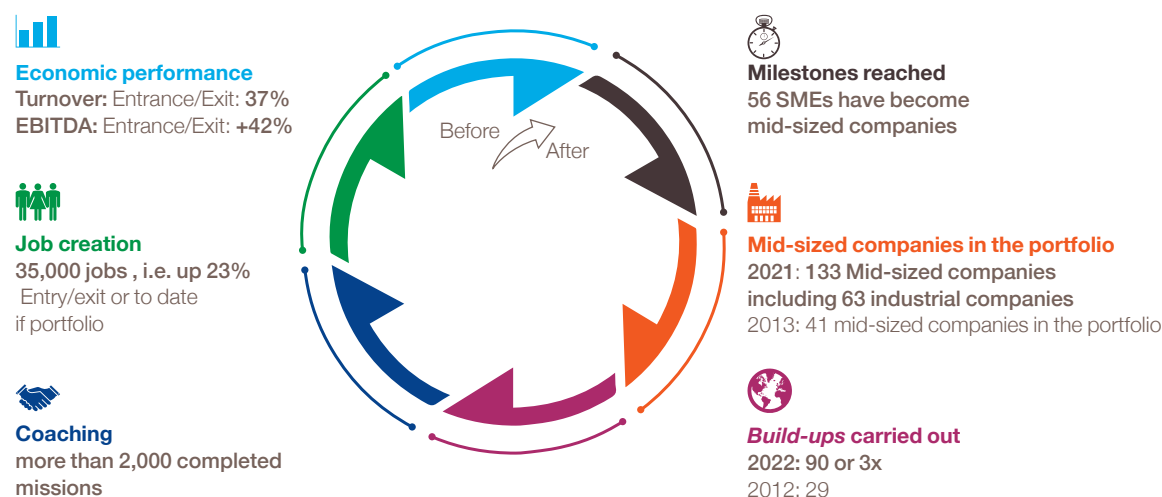 Economic performance
Turnover: Entrance/Exit: 37%
EBITDA: Entrance/Exit: +42%
Job creation
35,000 jobs , i.e. up 23%
Entry/exit or to date
if portfolio
Coaching
more than 2,000 completed
missions
Before
After
Milestones reached
56 SMEs have become
mid-sized companies
Mid-sized companies in the portfolio
2021: 133 Mid-sized companies
including 63 industrial companies
2013: 41 mid-sized companies in the portfolio
Build-ups carried out
2022: 90 or 3x
2012: 29